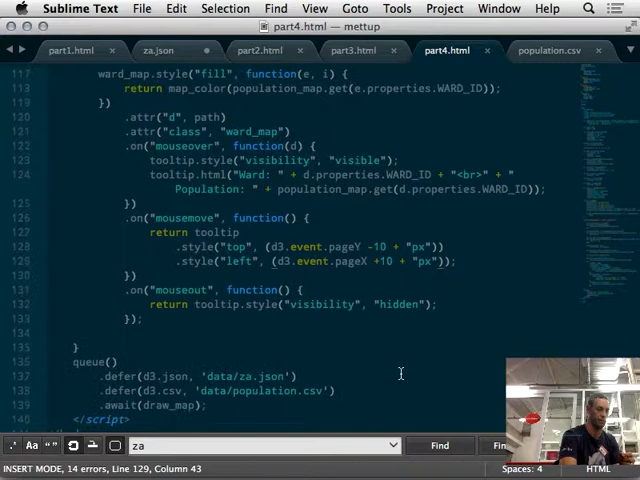 Sublime Text File Edit Selection Find View Goto Tools Project Window Help
part4.html — mettup
part1.html × za.json part2.html × part3.html × part4.html × population.csv ×
117 ward_map.style("fill", function(e, i) {
118 return map_color(population_map.get(e.properties.WARD_ID));
119 })
120 .attr("d", path)
121 .attr("class", "ward_map")
122 .on("mouseover", function(d) {
123 tooltip.style("visibility", "visible");
124 tooltip.html("Ward: " + d.properties.WARD_ID + "<br>" + "
Population: " + population_map.get(d.properties.WARD_ID));
125 })
126 .on("mousemove", function() {
127 return tooltip
128 .style("top", (d3.event.pageY -10 + "px"))
129 .style("left", (d3.event.pageX +10 + "px"));
130 })
131 .on("mouseout", function() {
132 return tooltip.style("visibility", "hidden");
133 });
134
135 }
136 queue()
137 .defer(d3.json, 'data/za.json')
138 .defer(d3.csv, 'data/population.csv')
139 .await(draw_map);
140 </script>
.* Aa “” za Find Fin
INSERT MODE, 14 errors, Line 129, Column 43 Spaces: 4 HTML